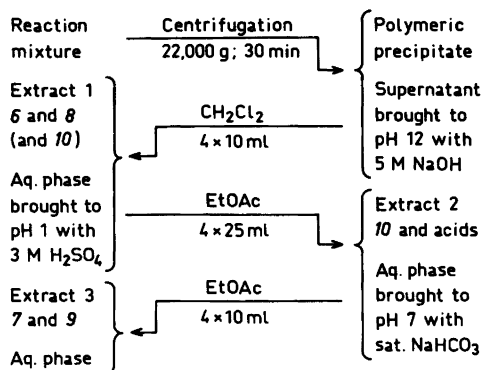 Reaction
mixture
Centrifugation
22,000 g; 30 min
Polymeric
precipitate
Supernatant
brought to
pH 12 with
5 M NaOH
CH₂Cl₂
4×10 ml
Extract 1
6 and 8
(and 10)
Aq. phase
brought to
pH 1 with
3 M H₂SO₄
EtOAc
4×25 ml
Extract 2
10 and acids
Aq. phase
brought to
pH 7 with
sat. NaHCO₃
EtOAc
4×10 ml
Extract 3
7 and 9
Aq. phase